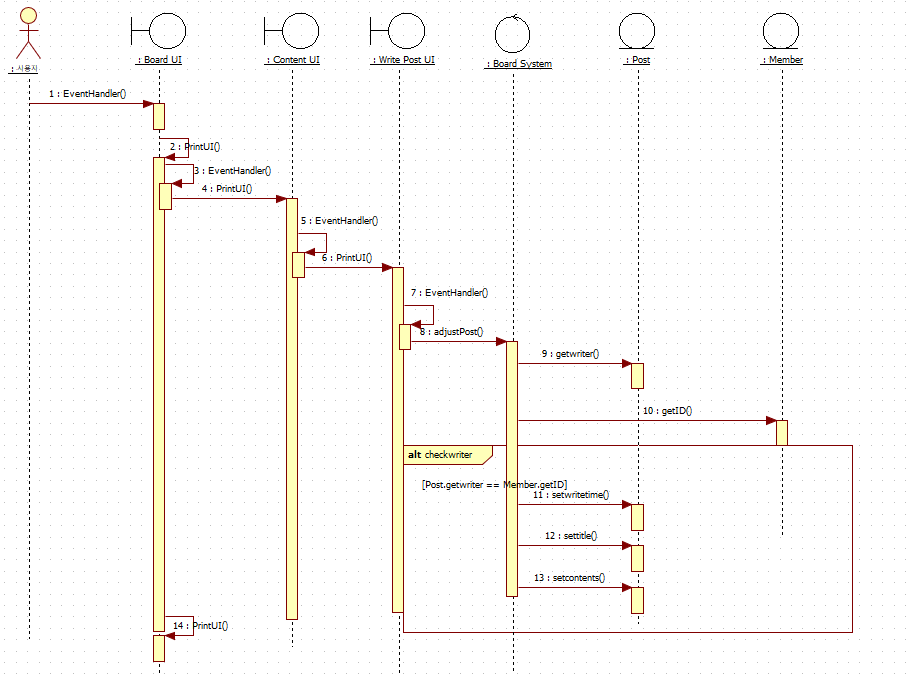 : 시용자
: Board UI
: Content UI
: Write Post UI
: Board System
: Post
: Member
1 : EventHandler()
2 : PrintUI()
3 : EventHandler()
4 : PrintUI()
5 : EventHandler()
6 : PrintUI()
7 : EventHandler()
8 : adjustPost()
9 : getwriter()
10 : getID()
alt checkwriter
[Post.getwriter == Member.getID]
11 : setwritetime()
12 : settitle()
13 : setcontents()
14 : PrintUI()